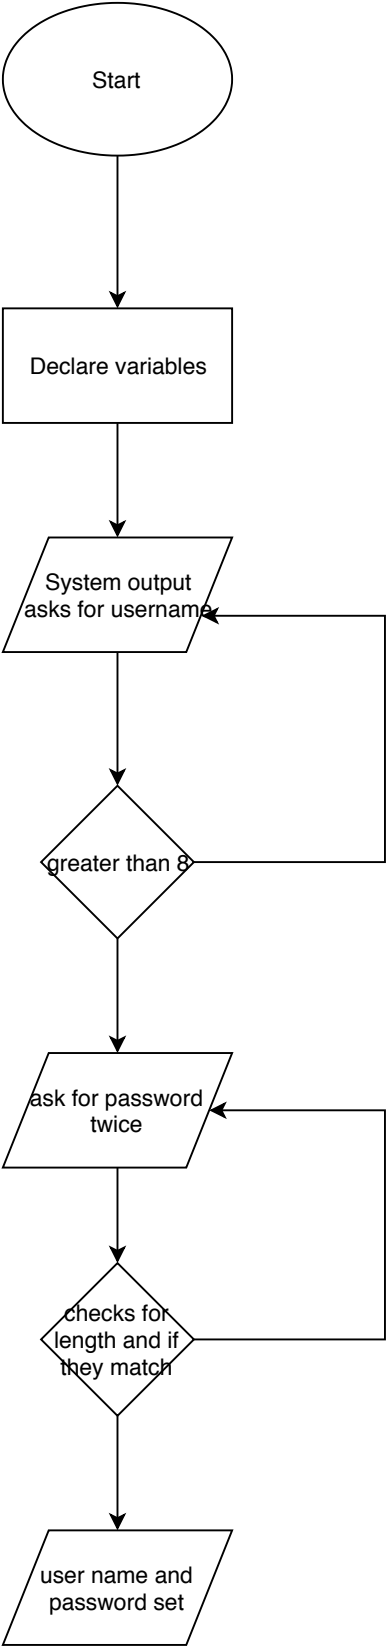 Start
Declare variables
System output
asks for username
greater than 8
ask for password
twice
checks for
length and if
they match
user name and
password set